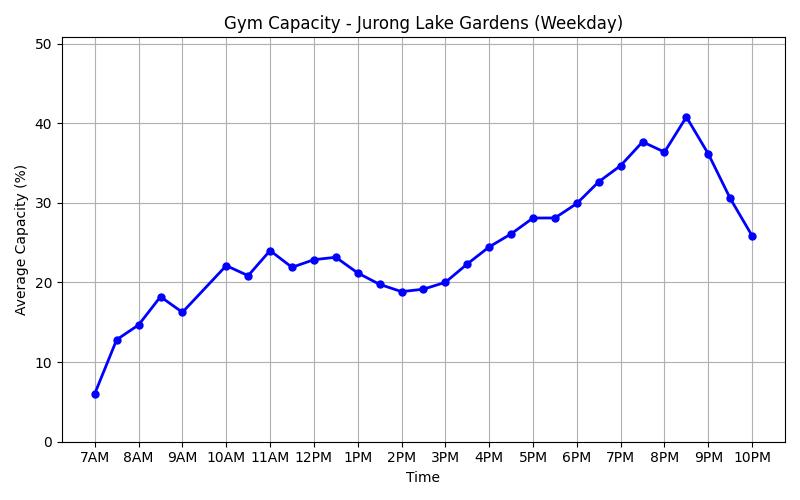 Gym Capacity - Jurong Lake Gardens (Weekday)
50
40
30
20
10
0
Average Capacity (%)
7AM 8AM 9AM 10AM 11AM 12PM 1PM 2PM 3PM 4PM 5PM 6PM 7PM 8PM 9PM 10PM
Time